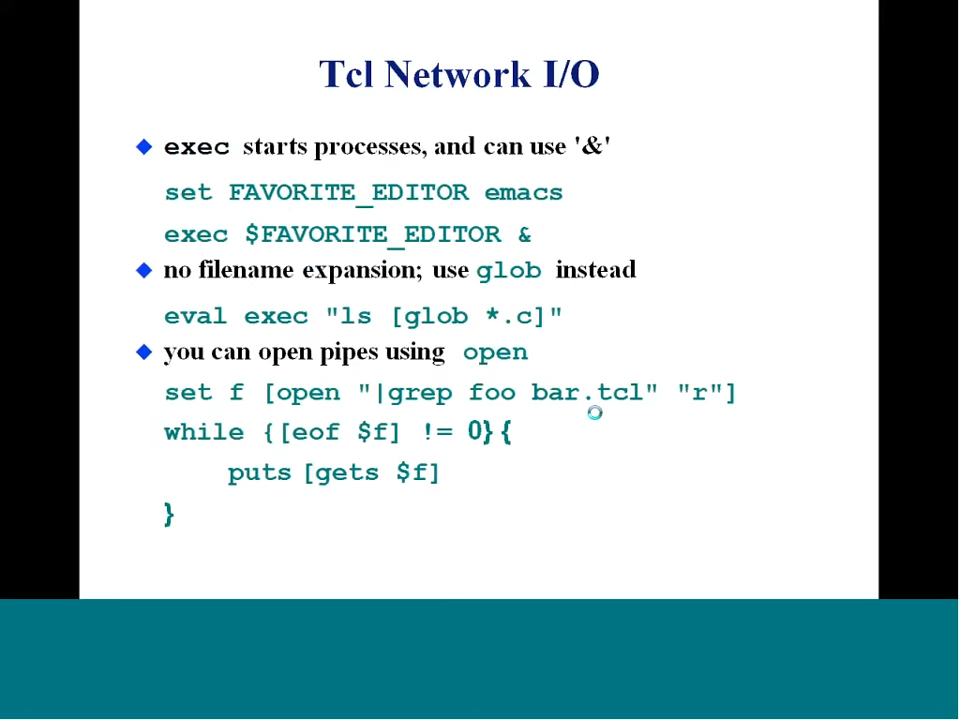 Tcl Network I/O
exec starts processes, and can use '&'
set FAVORITE_EDITOR emacs
exec $FAVORITE_EDITOR &
no filename expansion; use glob instead
eval exec "ls [glob *.c]"
you can open pipes using open
set f [open "|grep foo bar.tcl" "r"]
while {[eof $f] != 0} {
puts [gets $f]
}